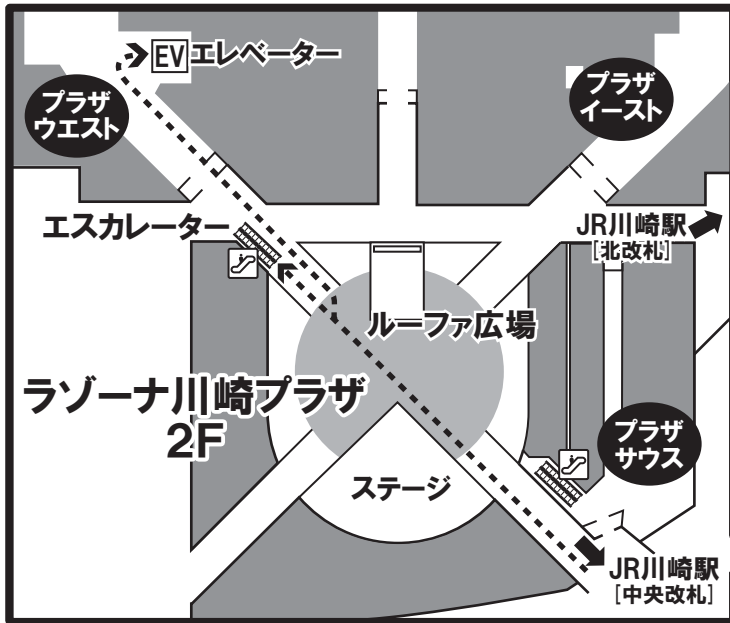 EVエレベーター
プラザ
ウエスト
プラザ
イースト
エスカレーター
JR川崎駅
[北改札]
ルーファ広場
ラゾーナ川崎プラザ
2F
プラザ
サウス
ステージ
JR川崎駅
[中央改札]